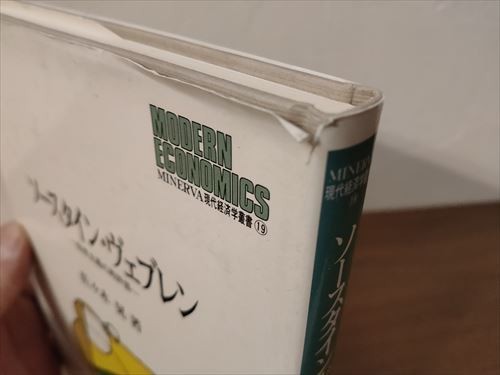 MODERN
ECONOMICS
MINERVA現代経済学叢書⑲
ソースタイン・ヴェブレン
佐々木 晃 著
MINERVA
現代経済学
19
ソースタイン